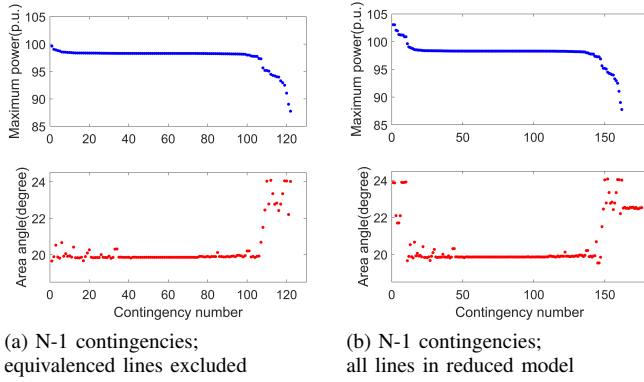 Maximum power(p.u.)
105
100
95
90
85
0 20 40 60 80 100 120
Area angle(degree)
24
22
20
0 20 40 60 80 100 120
Contingency number
(a) N-1 contingencies;
equivalenced lines excluded
Maximum power(p.u.)
105
100
95
90
85
0 50 100 150
Area angle(degree)
24
22
20
0 50 100 150
Contingency number
(b) N-1 contingencies;
all lines in reduced model